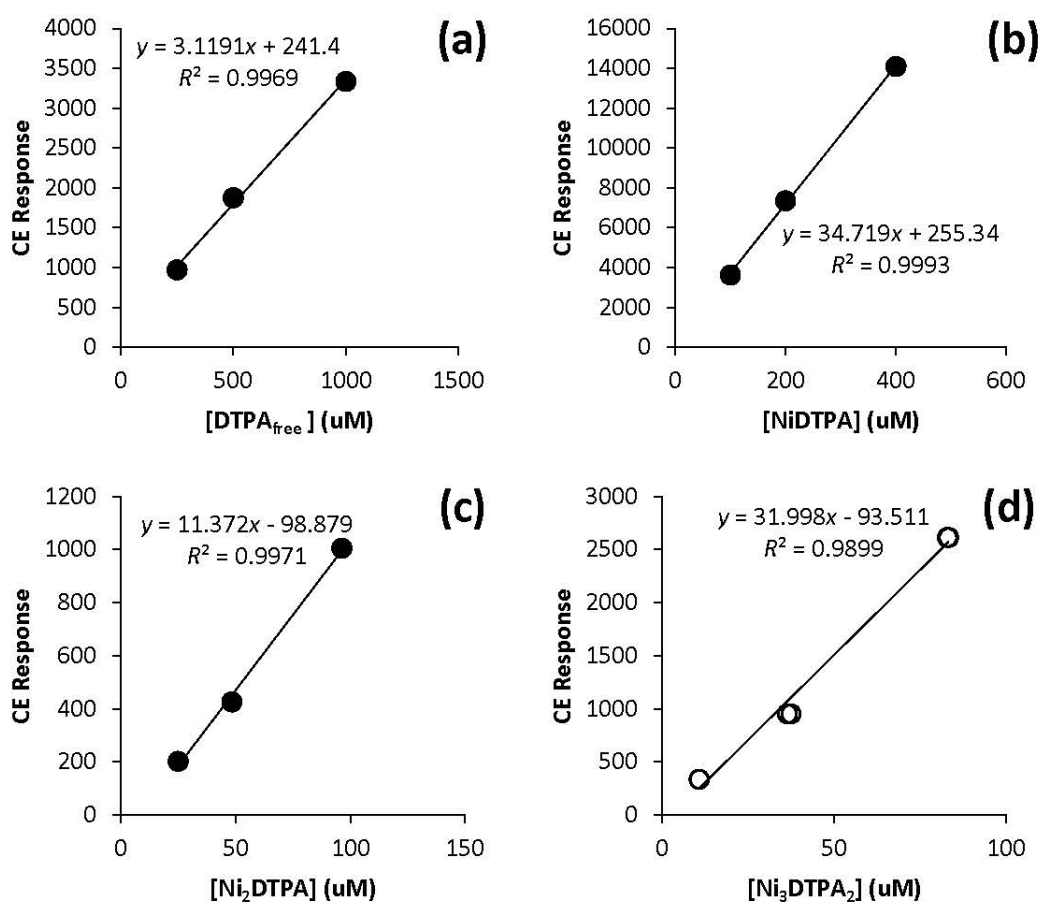 (a)
y = 3.1191x + 241.4
R² = 0.9969
4000
3500
3000
2500
2000
1500
1000
500
0
CE Response
0 500 1000 1500
[DTPAfree ] (uM)
(b)
16000
14000
12000
10000
8000
6000
4000
2000
0
CE Response
y = 34.719x + 255.34
R² = 0.9993
0 200 400 600
[NiDTPA] (uM)
(c)
1200
1000
800
600
400
200
0
CE Response
y = 11.372x - 98.879
R² = 0.9971
0 50 100 150
[Ni₂DTPA] (uM)
(d)
3000
2500
2000
1500
1000
500
0
CE Response
y = 31.998x - 93.511
R² = 0.9899
0 50 100
[Ni₃DTPA₂] (uM)